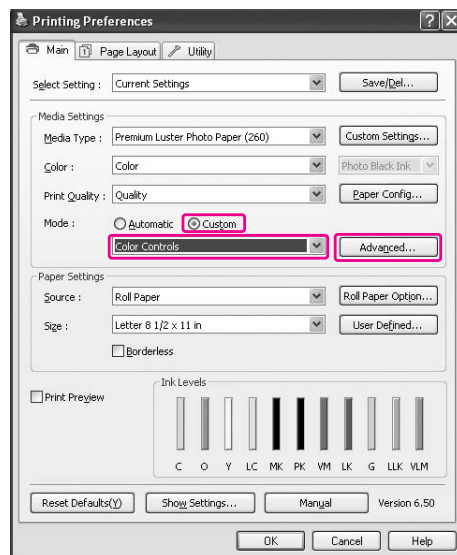 Printing Preferences
Main Page Layout Utility
Select Setting : Current Settings Save/Del...
Media Settings
Media Type : Premium Luster Photo Paper (260) Custom Settings...
Color : Color Photo Black Ink
Print Quality : Quality Paper Config...
Mode : Automatic Custom
Color Controls Advanced...
Paper Settings
Source : Roll Paper Roll Paper Option...
Size : Letter 8 1/2 x 11 in User Defined...
Borderless
Print Preview
Ink Levels
C O Y LC MK PK VM LK G LLK VLM
Reset Defaults(Y) Show Settings... Manual Version 6.50
OK Cancel Help